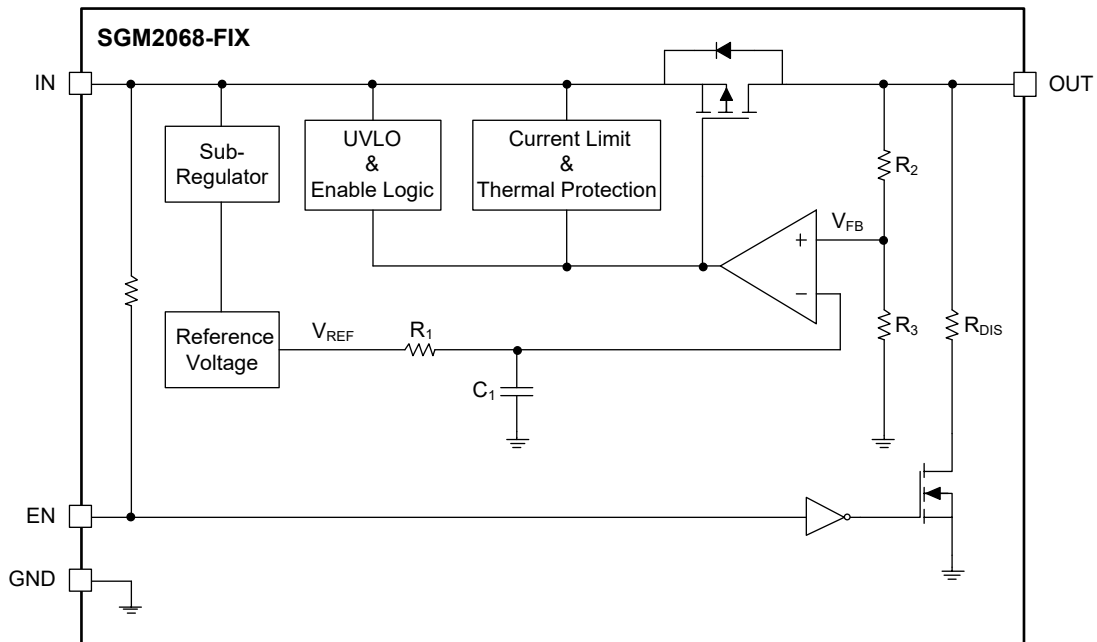 SGM2068-FIX
IN
OUT
Sub-
Regulator
UVLO
&
Enable Logic
Current Limit
&
Thermal Protection
R2
VFB
+
−
Reference
Voltage
VREF
R1
R3
RDIS
C1
EN
GND